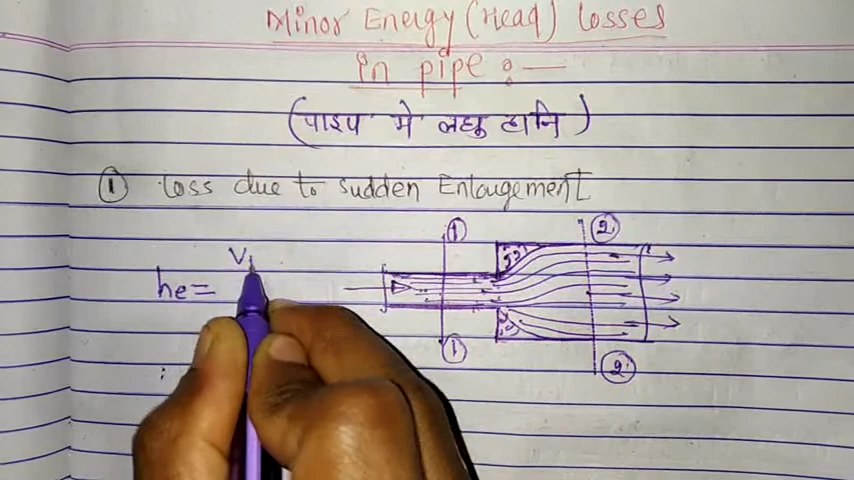 Minor Energy (Head) losses
in pipe :—
(पाइप में लघु हानि)
① loss due to sudden Enlaugement
① ②
he = V1
① ②